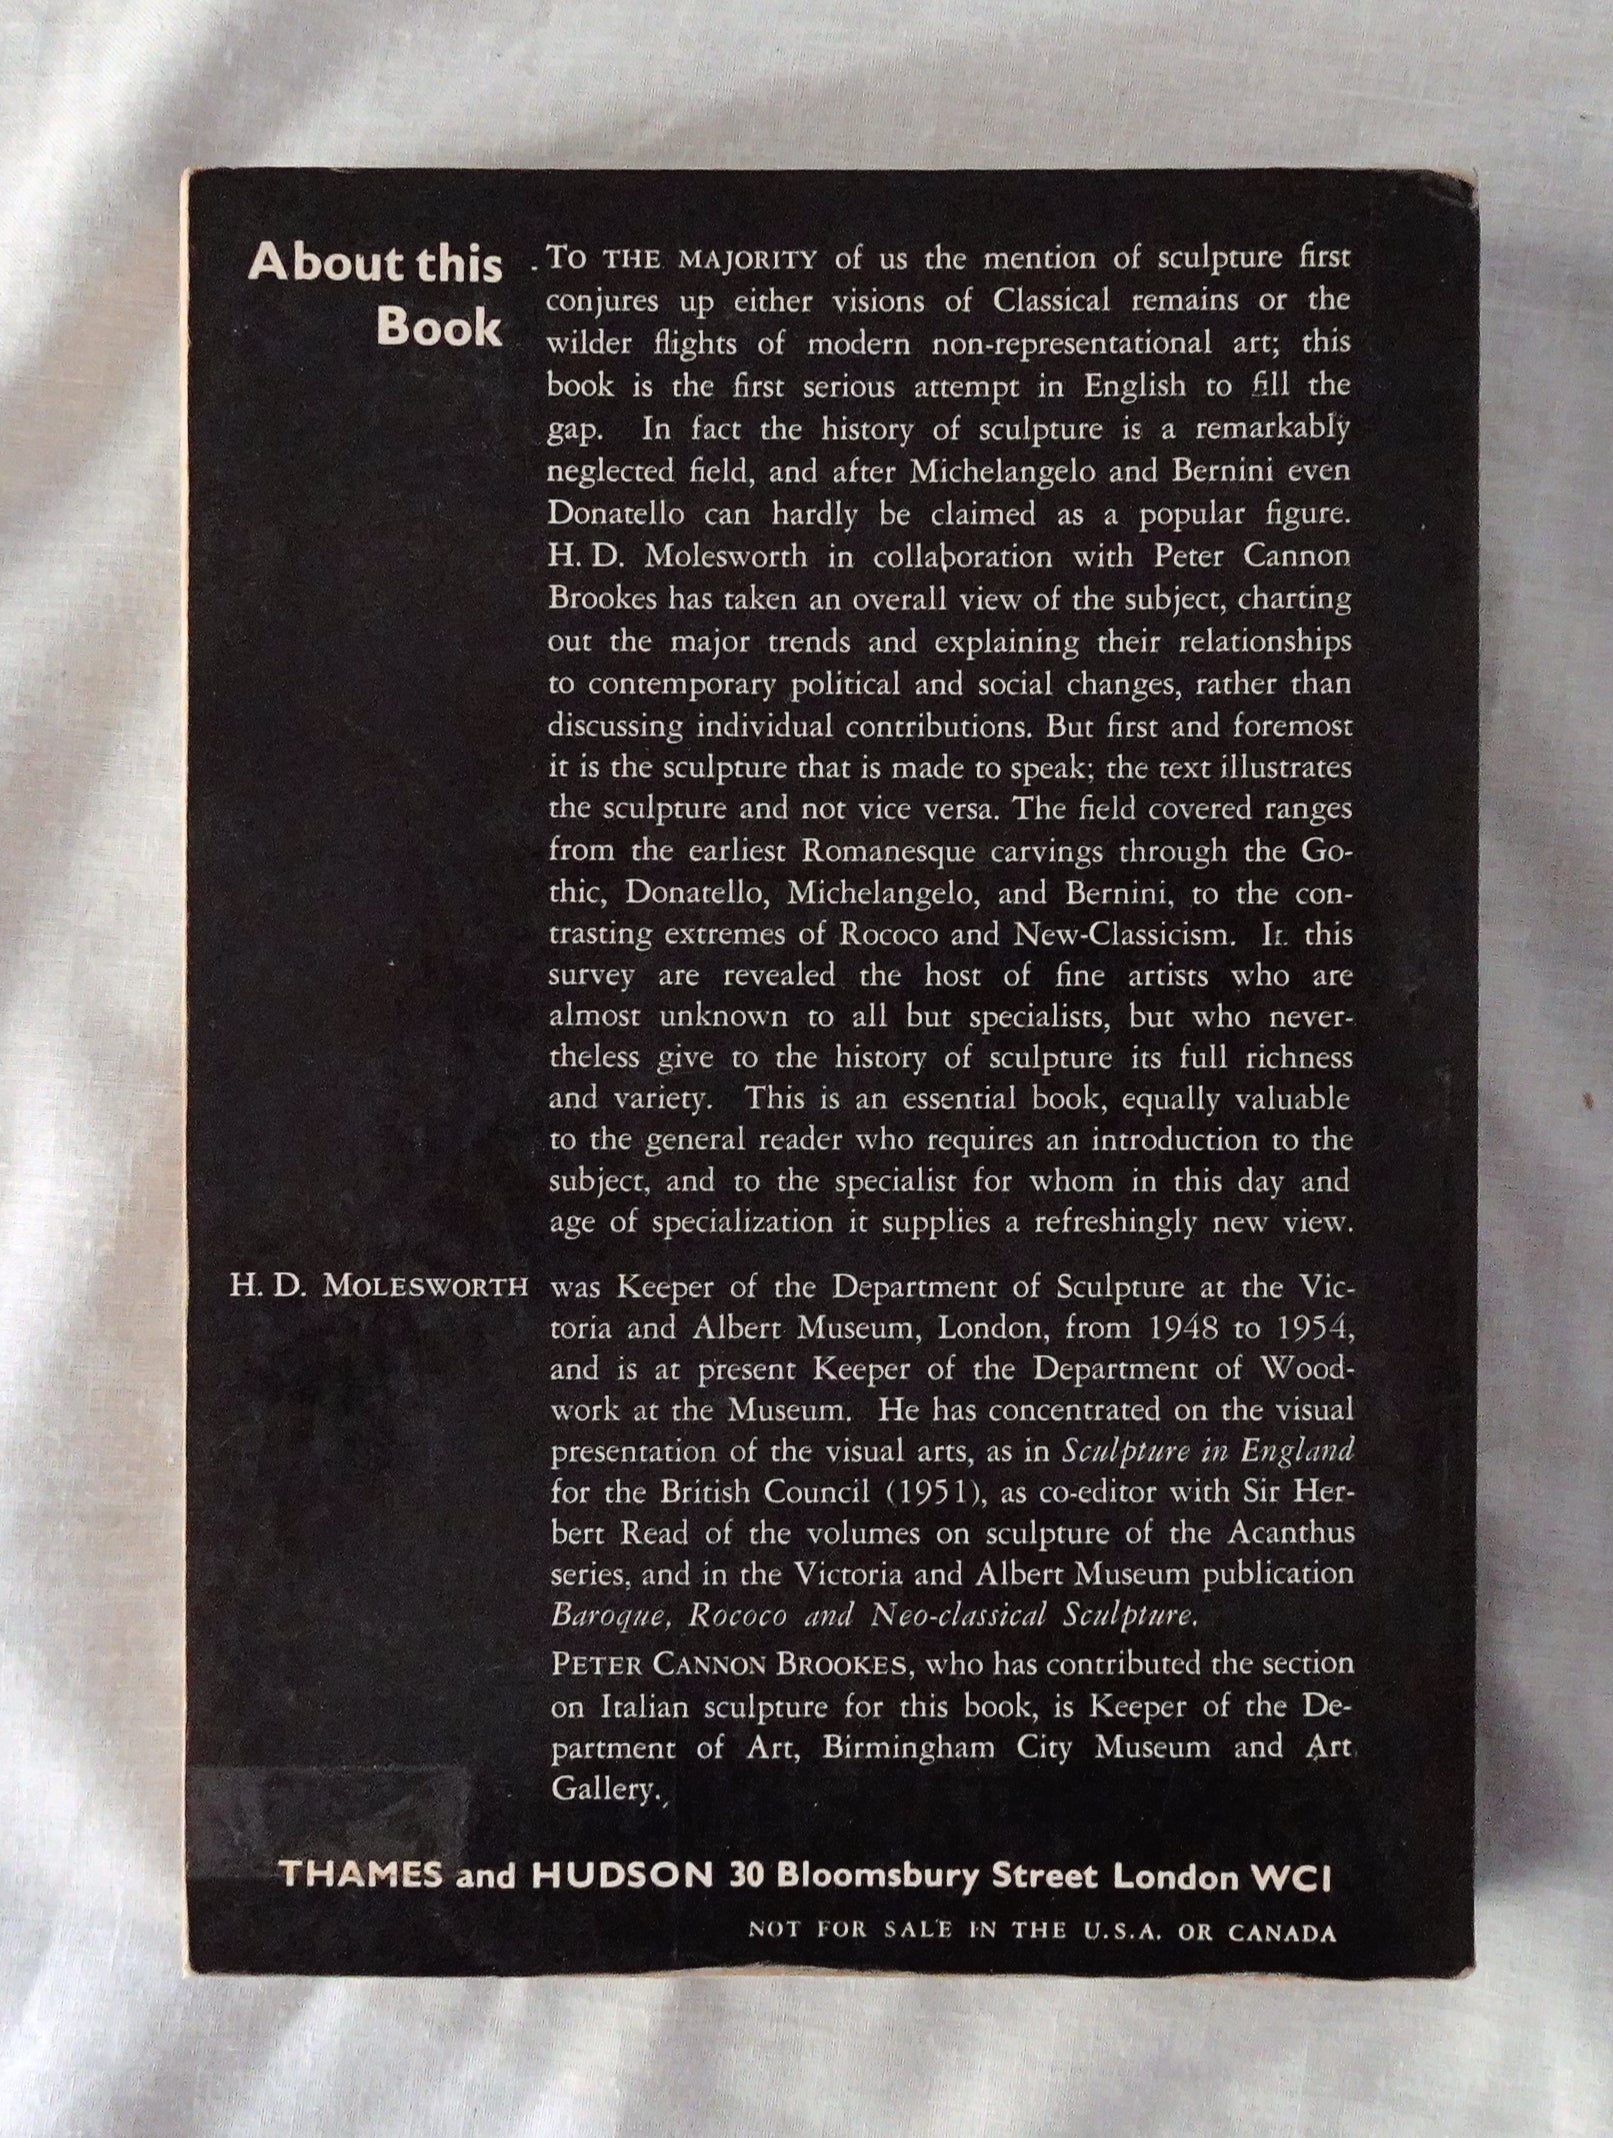 About this
Book
TO THE MAJORITY of us the mention of sculpture first
conjures up either visions of Classical remains or the
wilder flights of modern non-representational art; this
book is the first serious attempt in English to fill the
gap. In fact the history of sculpture is a remarkably
neglected field, and after Michelangelo and Bernini even
Donatello can hardly be claimed as a popular figure.
H. D. Molesworth in collaboration with Peter Cannon
Brookes has taken an overall view of the subject, charting
out the major trends and explaining their relationships
to contemporary political and social changes, rather than
discussing individual contributions. But first and foremost
it is the sculpture that is made to speak; the text illustrates
the sculpture and not vice versa. The field covered ranges
from the earliest Romanesque carvings through the Go-
thic, Donatello, Michelangelo, and Bernini, to the con-
trasting extremes of Rococo and New-Classicism. In this
survey are revealed the host of fine artists who are
almost unknown to all but specialists, but who never-
theless give to the history of sculpture its full richness
and variety. This is an essential book, equally valuable
to the general reader who requires an introduction to the
subject, and to the specialist for whom in this day and
age of specialization it supplies a refreshingly new view.
H. D. MOLESWORTH was Keeper of the Department of Sculpture at the Vic-
toria and Albert Museum, London, from 1948 to 1954,
and is at present Keeper of the Department of Wood-
work at the Museum. He has concentrated on the visual
presentation of the visual arts, as in Sculpture in England
for the British Council (1951), as co-editor with Sir Her-
bert Read of the volumes on sculpture of the Acanthus
series, and in the Victoria and Albert Museum publication
Baroque, Rococo and Neo-classical Sculpture.
PETER CANNON BROOKES, who has contributed the section
on Italian sculpture for this book, is Keeper of the De-
partment of Art, Birmingham City Museum and Art
Gallery.
THAMES and HUDSON 30 Bloomsbury Street London WC1
NOT FOR SALE IN THE U.S.A. OR CANADA